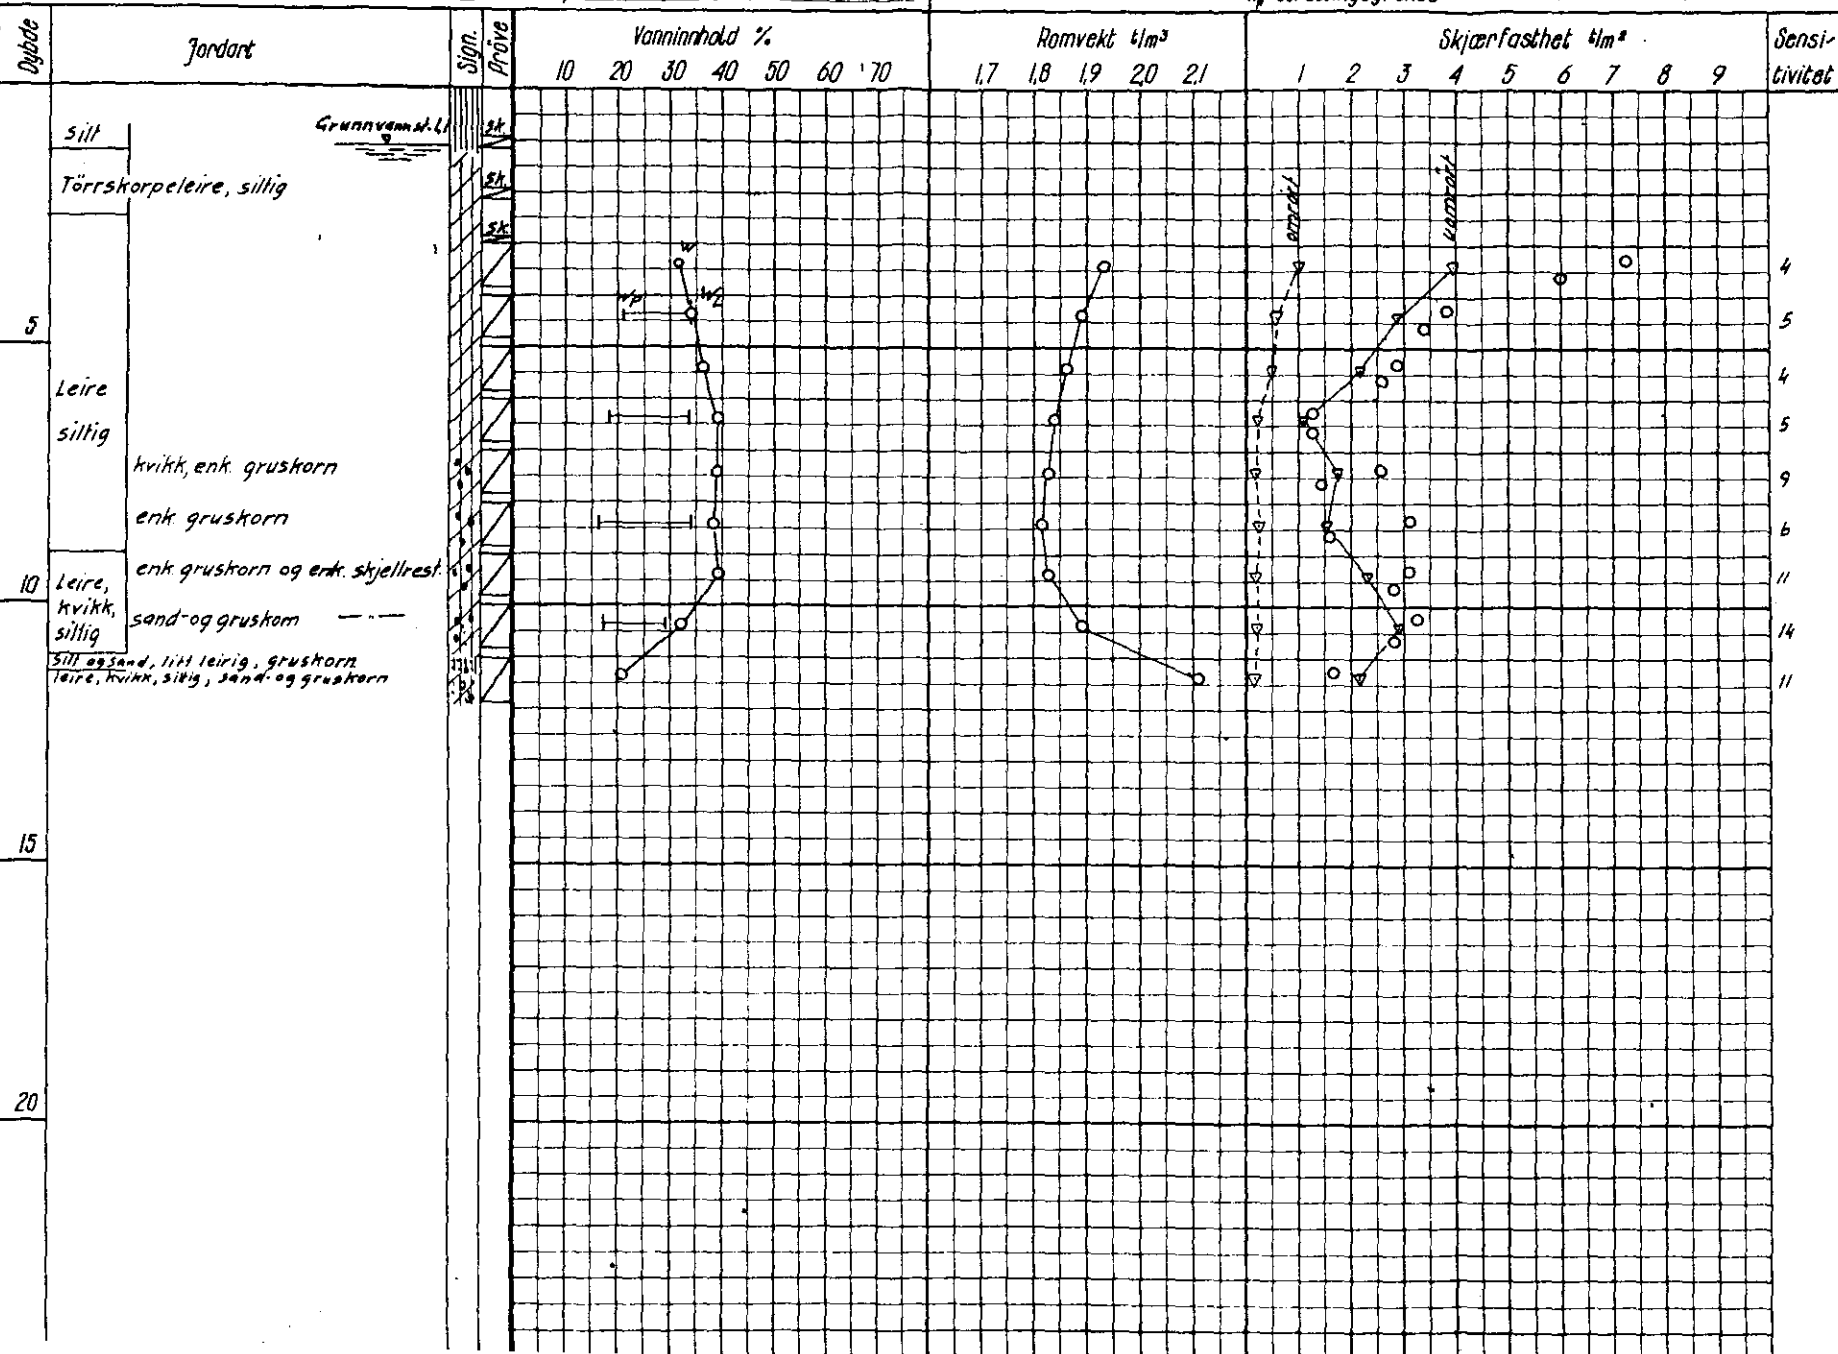 Dybde
Jordart
Sign.
Prøve
Vanninnhold %
10 20 30 40 50 60 70
Romvekt t/m³
1,7 1,8 1,9 2,0 2,1
Skjærfasthet t/m²
1 2 3 4 5 6 7 8 9
Sensi-
tivitet
silt
Grunnvannst.
sk.
Törrskorpeleire, siltig
sk.
sk.
omrört
uomrört
w
wp
wL
4
5
5
4
Leire
siltig
5
kvikk, enk. gruskorn
9
enk. gruskorn
6
enk gruskorn og enk. skjellrest.
11
10
Leire,
kvikk,
siltig
sand-og gruskorn
14
Silt og sand, litt leirig, gruskorn
leire, kvikk, siltig, sand- og gruskorn
11
15
20